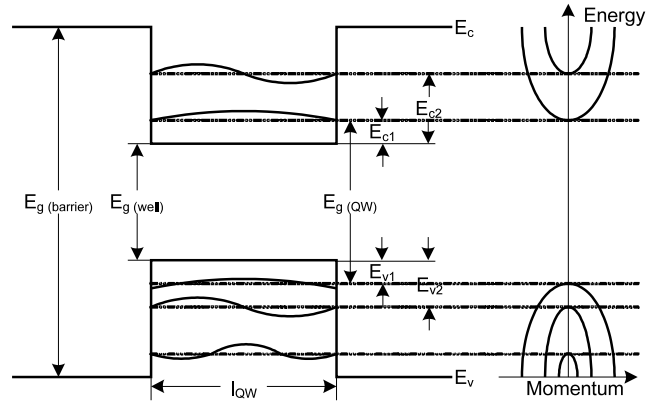 Energy
E_c
E_c2
E_c1
E_g (barrier)
E_g (well)
E_g (QW)
E_v1
E_v2
E_v
l_QW
Momentum